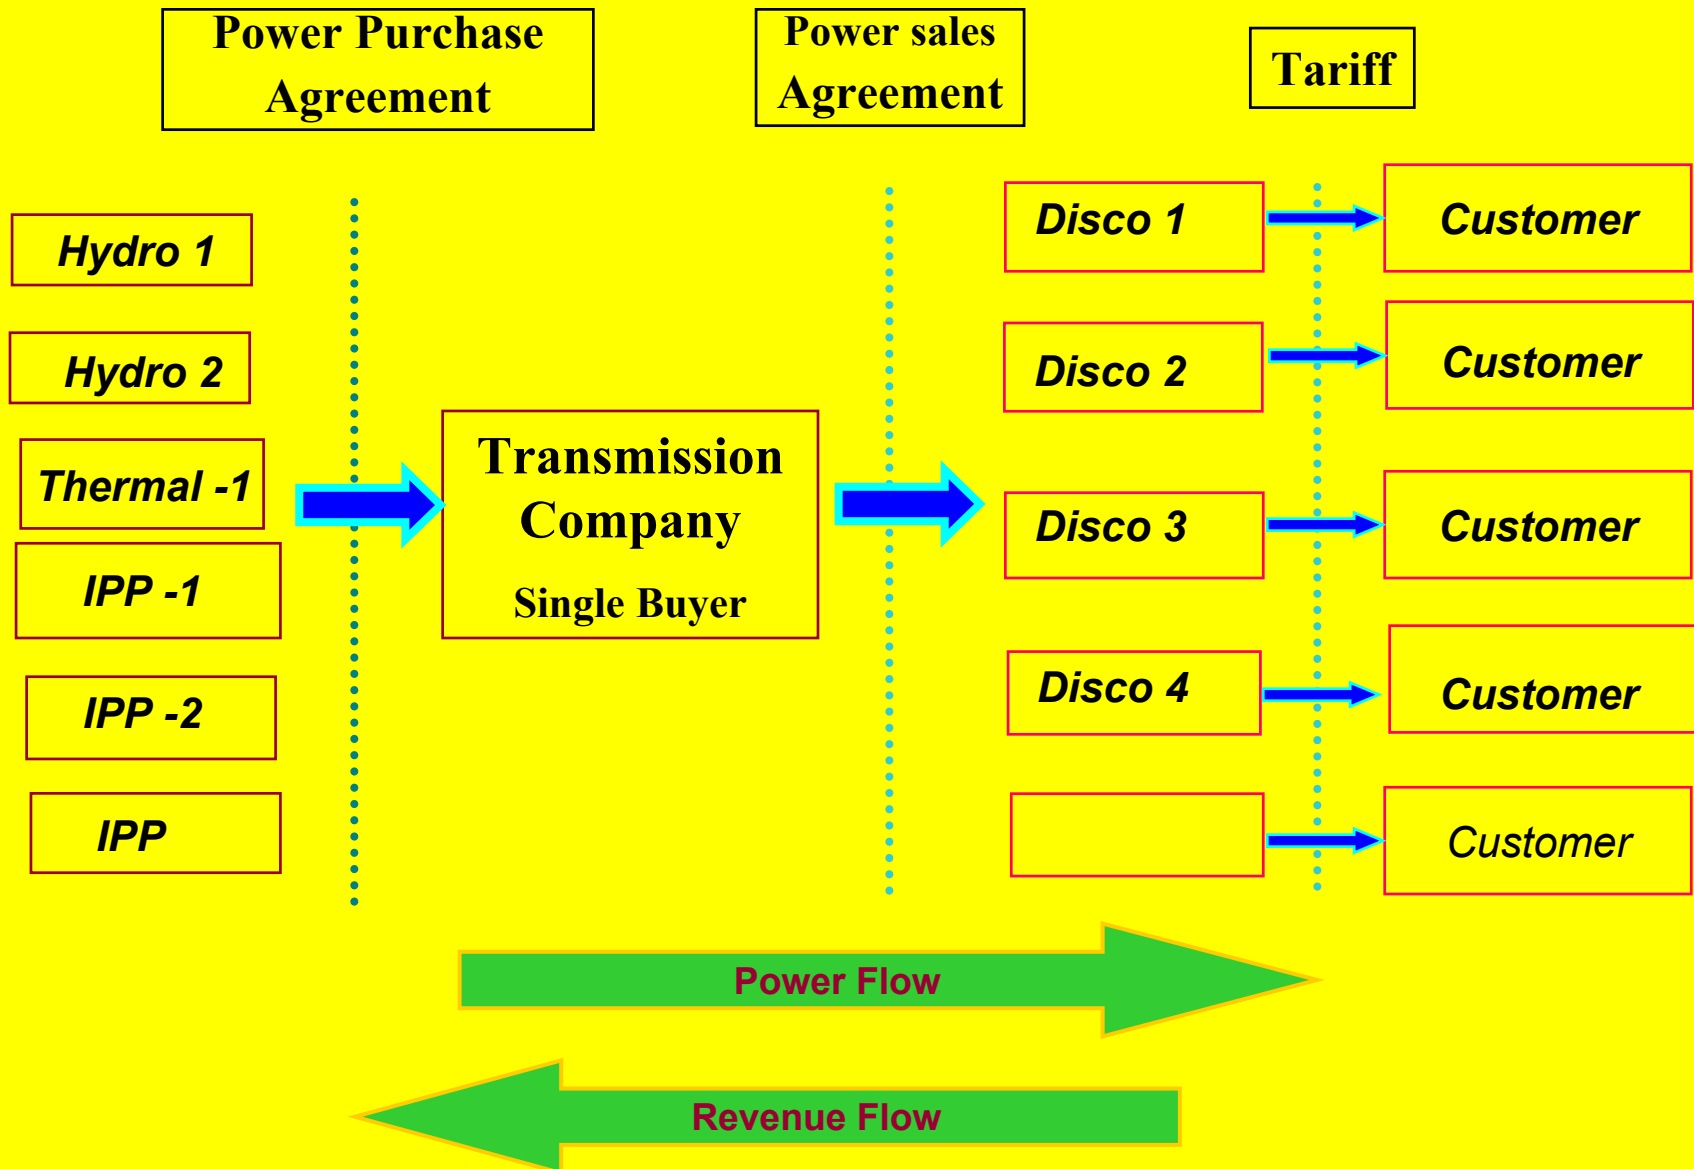 Power Purchase
Agreement
Power sales
Agreement
Tariff
Hydro 1
Hydro 2
Thermal -1
IPP -1
IPP -2
IPP
Transmission
Company
Single Buyer
Disco 1
Disco 2
Disco 3
Disco 4
Customer
Customer
Customer
Customer
Customer
Power Flow
Revenue Flow